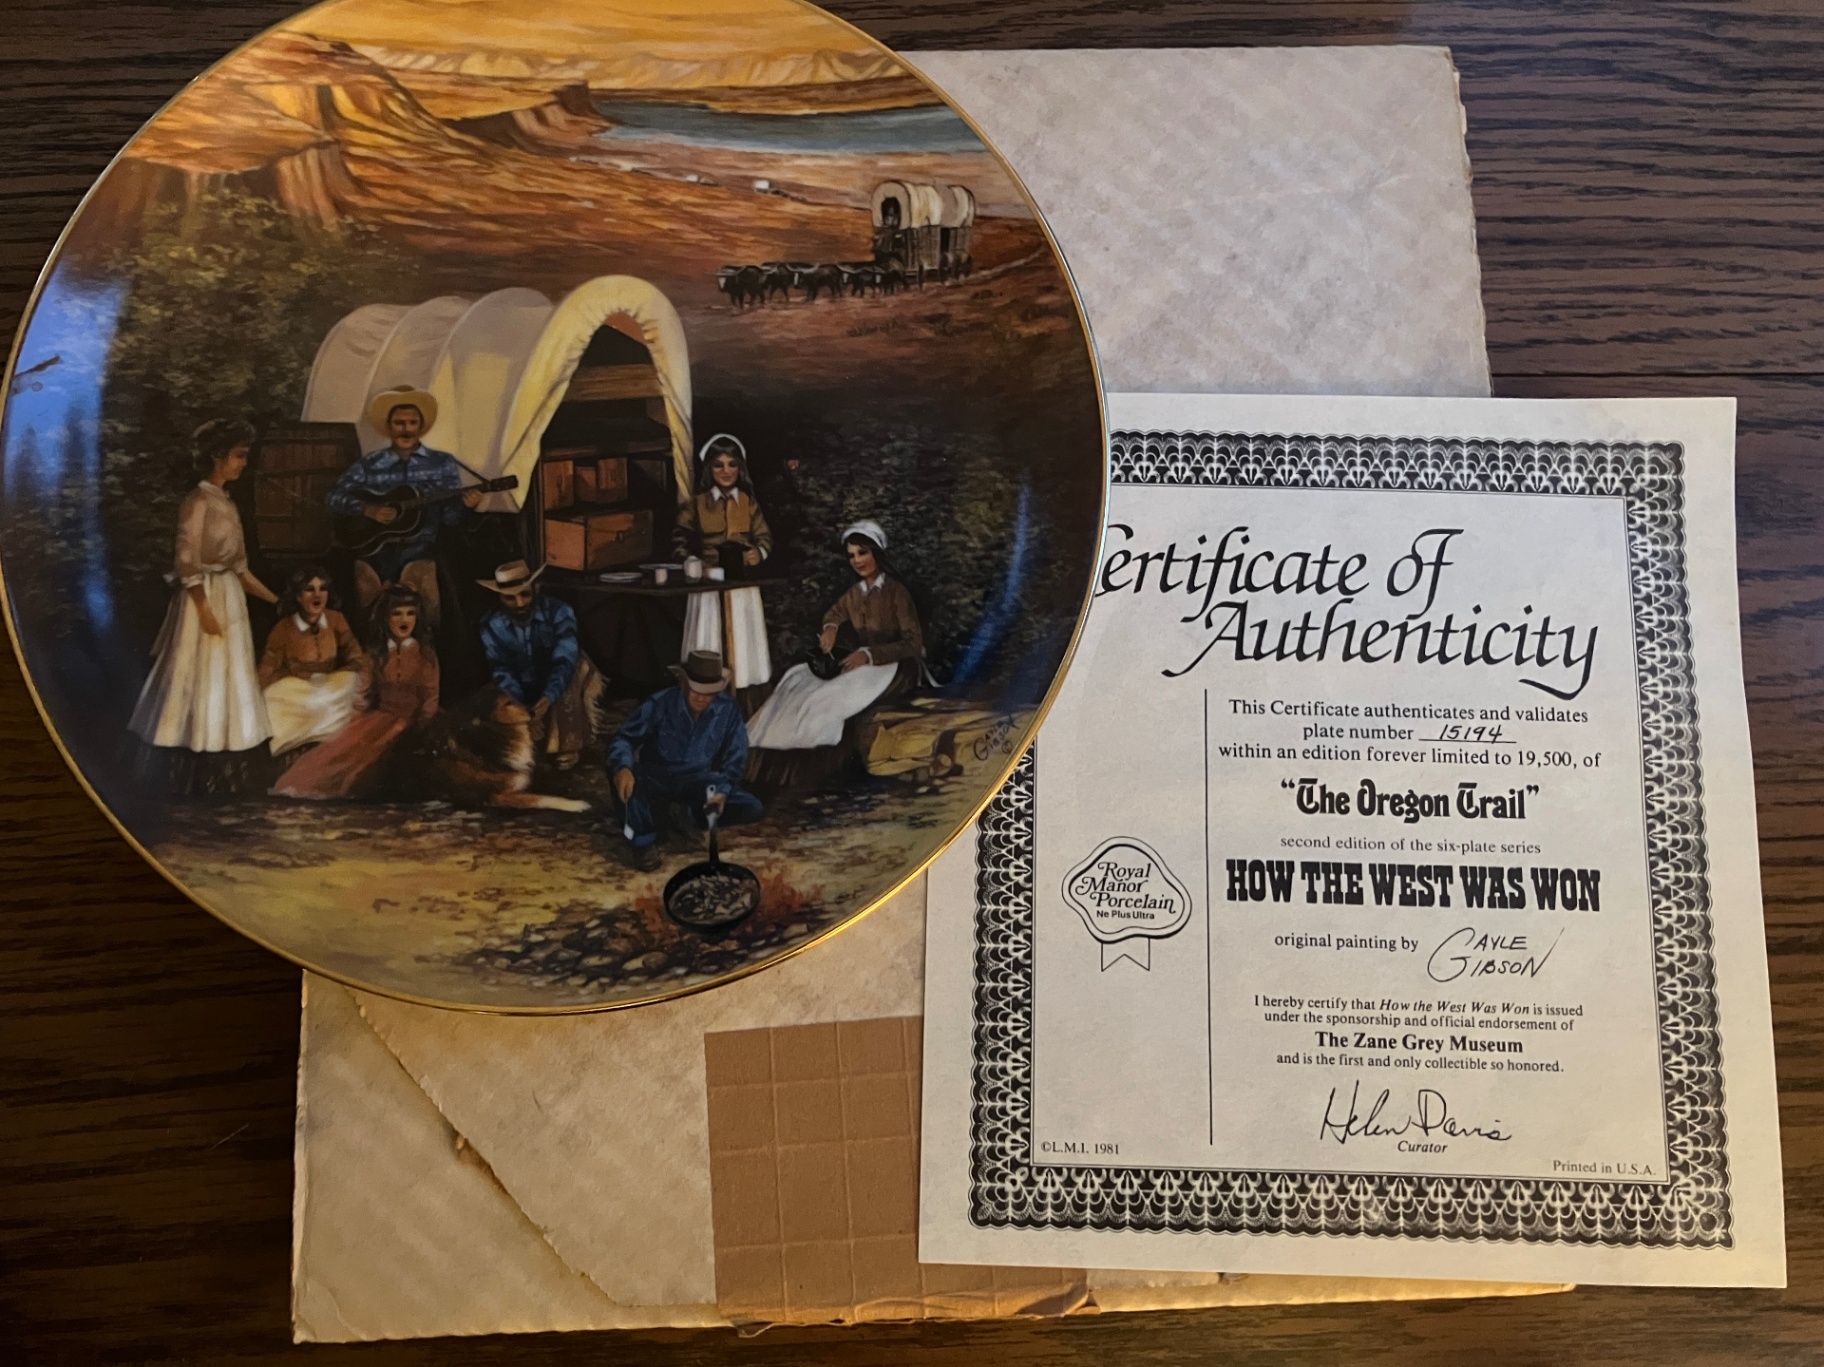 Gayle
Gibson ©
Certificate of
Authenticity
This Certificate authenticates and validates
plate number 15194
within an edition forever limited to 19,500, of
“The Oregon Trail”
second edition of the six-plate series
HOW THE WEST WAS WON
original painting by GAYLE
GIBSON
I hereby certify that How the West Was Won is issued
under the sponsorship and official endorsement of
The Zane Grey Museum
and is the first and only collectible so honored.
Helen Davis
Curator
Royal
Manor
Porcelain
Ne Plus Ultra
©L.M.I. 1981
Printed in U.S.A.